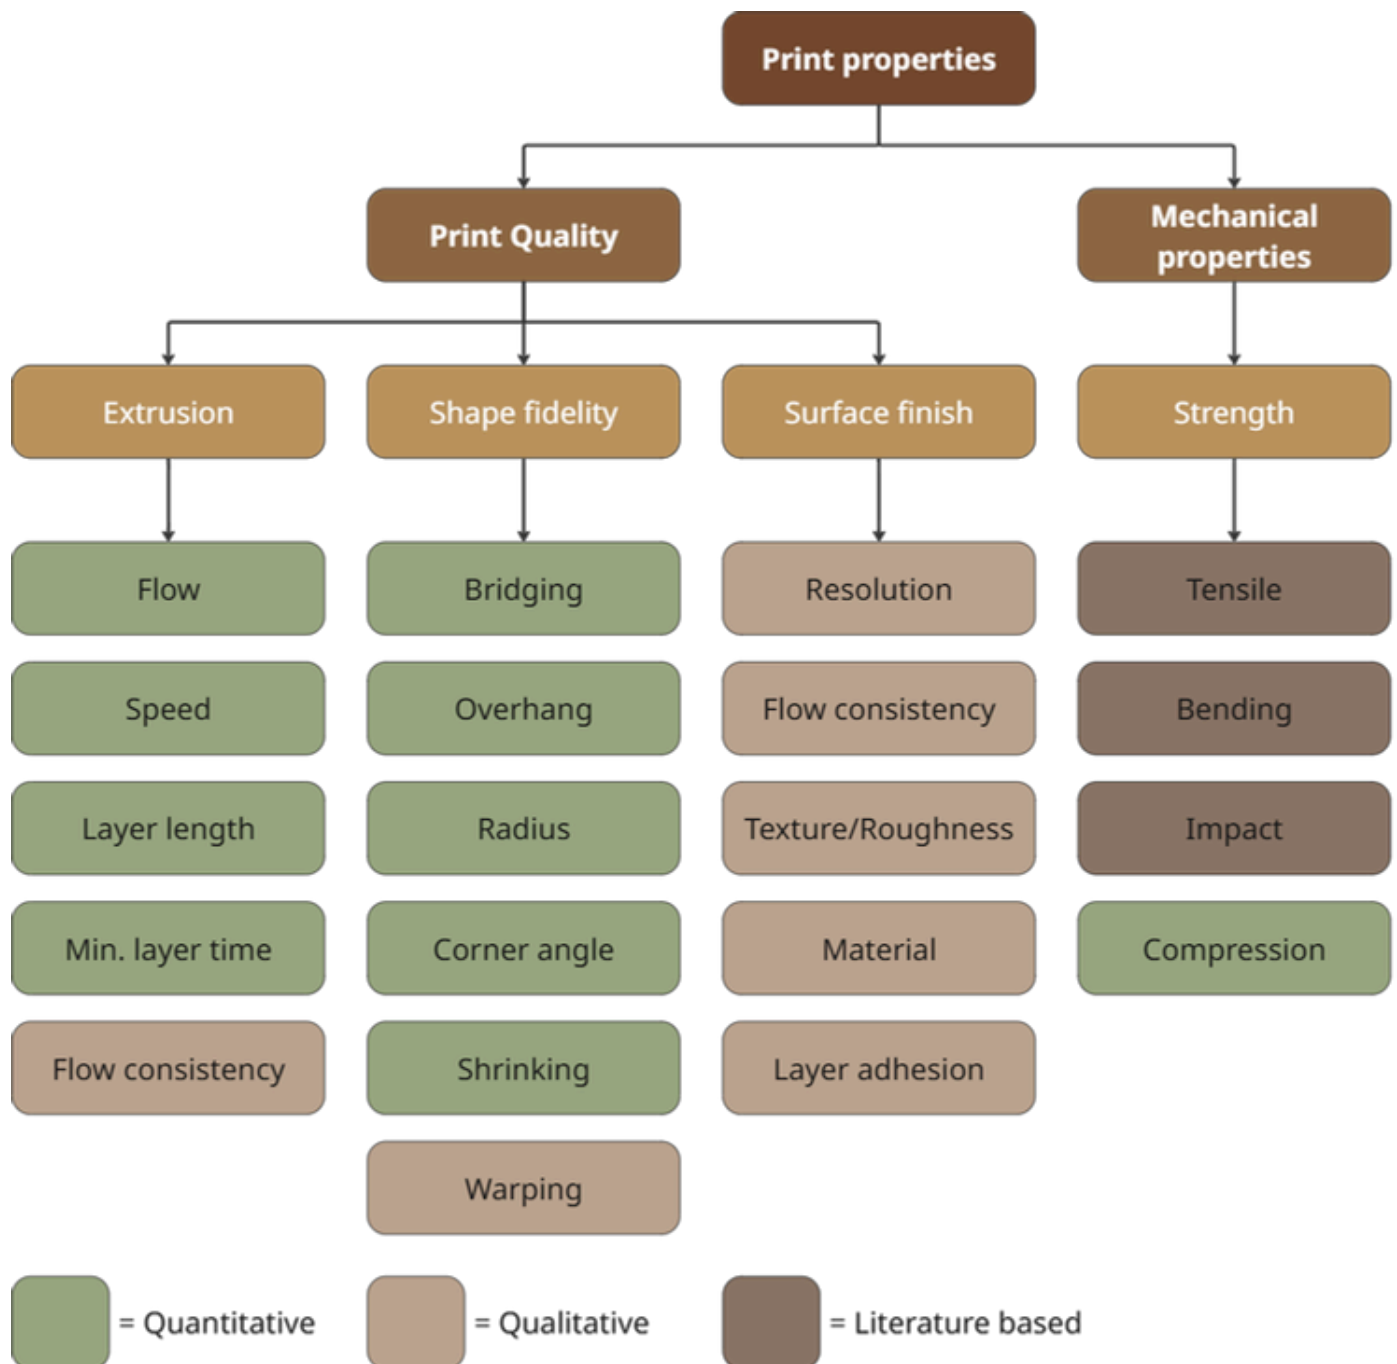 Print properties
Print Quality
Mechanical
properties
Extrusion
Shape fidelity
Surface finish
Strength
Flow
Bridging
Resolution
Tensile
Speed
Overhang
Flow consistency
Bending
Layer length
Radius
Texture/Roughness
Impact
Min. layer time
Corner angle
Material
Compression
Flow consistency
Shrinking
Layer adhesion
Warping
= Quantitative
= Qualitative
= Literature based